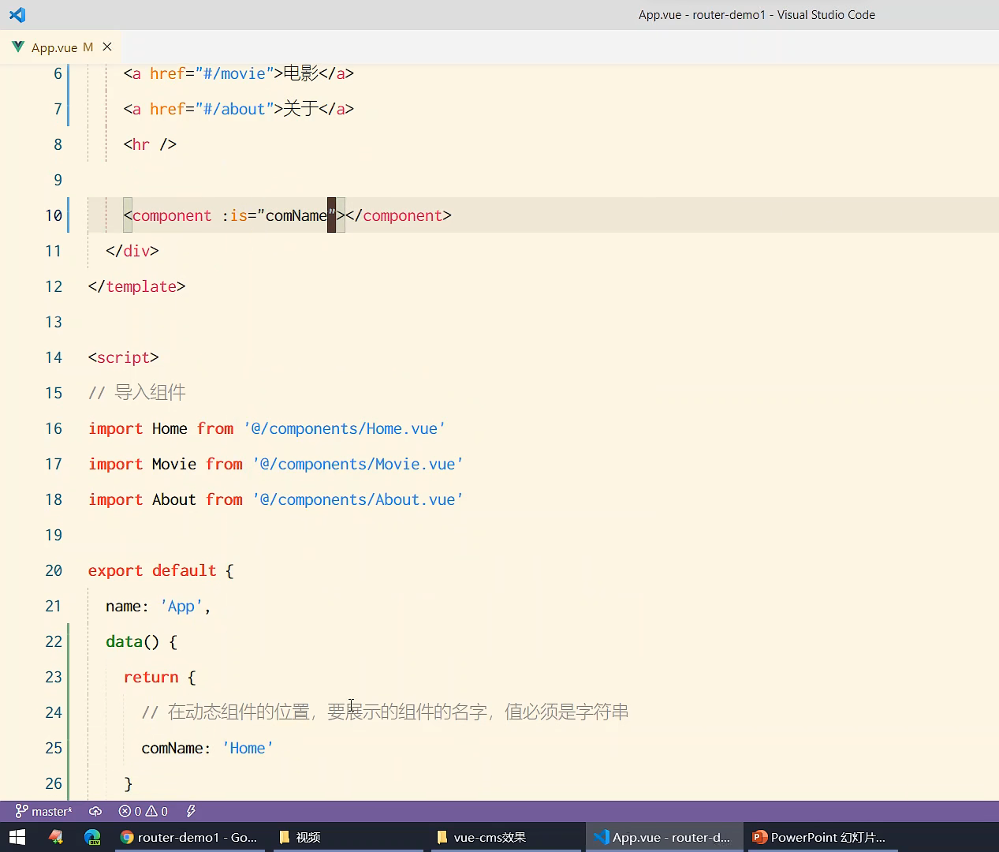 App.vue - router-demo1 - Visual Studio Code
App.vue M ×
6 <a href="#/movie">电影</a>
7 <a href="#/about">关于</a>
8 <hr />
9
10 <component :is="comName"></component>
11 </div>
12 </template>
13
14 <script>
15 // 导入组件
16 import Home from '@/components/Home.vue'
17 import Movie from '@/components/Movie.vue'
18 import About from '@/components/About.vue'
19
20 export default {
21 name: 'App',
22 data() {
23 return {
24 // 在动态组件的位置，要展示的组件的名字，值必须是字符串
25 comName: 'Home'
26 }
master* 0 0
DEV router-demo1 - Go... 视频 vue-cms效果 App.vue - router-d... PowerPoint 幻灯片...